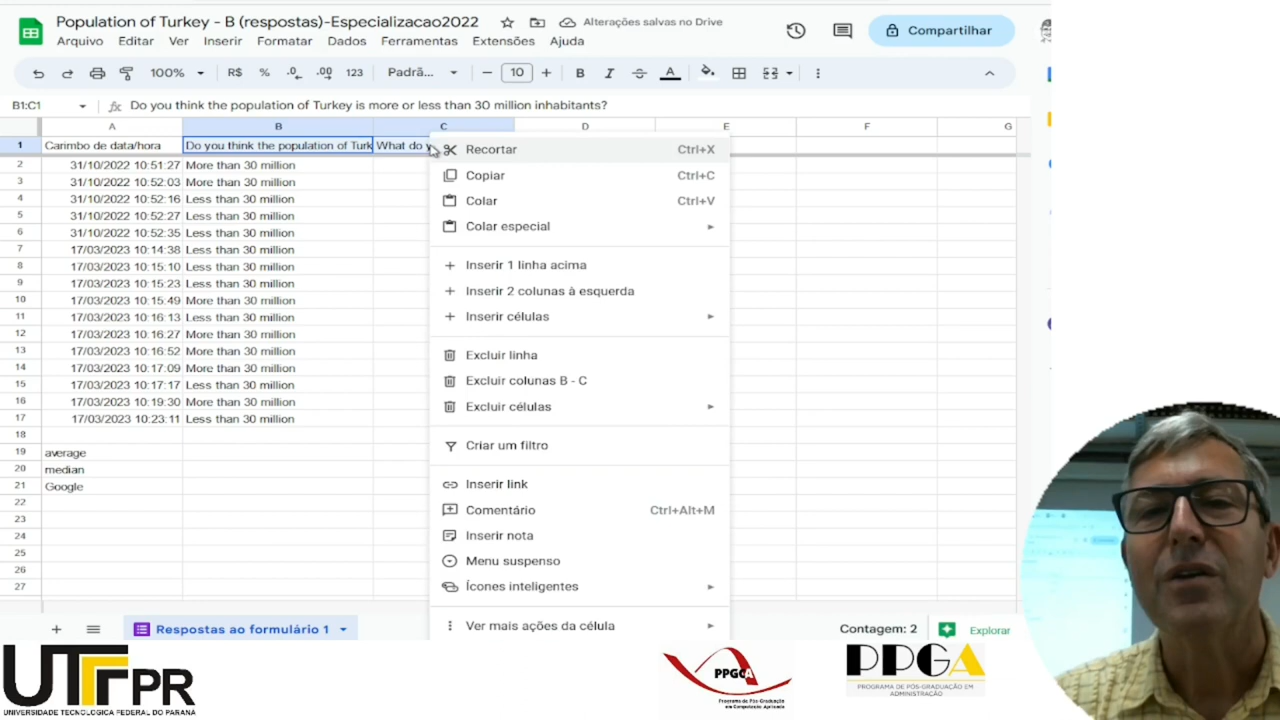 Population of Turkey - B (respostas)-Especializacao2022
Alterações salvas no Drive
Arquivo Editar Ver Inserir Formatar Dados Ferramentas Extensões Ajuda
Compartilhar
100% R$ % .0 .00 123 Padrã... 10 B I A
B1:C1 fx Do you think the population of Turkey is more or less than 30 million inhabitants?
A B C D E F G
1 Carimbo de data/hora Do you think the population of Turk What do y
2 31/10/2022 10:51:27 More than 30 million
3 31/10/2022 10:52:03 More than 30 million
4 31/10/2022 10:52:16 Less than 30 million
5 31/10/2022 10:52:27 Less than 30 million
6 31/10/2022 10:52:35 Less than 30 million
7 17/03/2023 10:14:38 Less than 30 million
8 17/03/2023 10:15:10 Less than 30 million
9 17/03/2023 10:15:23 Less than 30 million
10 17/03/2023 10:15:49 More than 30 million
11 17/03/2023 10:16:13 Less than 30 million
12 17/03/2023 10:16:27 More than 30 million
13 17/03/2023 10:16:52 More than 30 million
14 17/03/2023 10:17:09 More than 30 million
15 17/03/2023 10:17:17 Less than 30 million
16 17/03/2023 10:19:30 More than 30 million
17 17/03/2023 10:23:11 Less than 30 million
18
19 average
20 median
21 Google
22
23
24
25
26
27
Recortar Ctrl+X
Copiar Ctrl+C
Colar Ctrl+V
Colar especial
Inserir 1 linha acima
Inserir 2 colunas à esquerda
Inserir células
Excluir linha
Excluir colunas B - C
Excluir células
Criar um filtro
Inserir link
Comentário Ctrl+Alt+M
Inserir nota
Menu suspenso
Ícones inteligentes
Ver mais ações da célula
Respostas ao formulário 1
Contagem: 2
Explorar
UTFPR
UNIVERSIDADE TECNOLÓGICA FEDERAL DO PARANÁ
PPGCA
Programa de Pós-Graduação
em Computação Aplicada
PPGA
PROGRAMA DE PÓS-GRADUAÇÃO EM
ADMINISTRAÇÃO